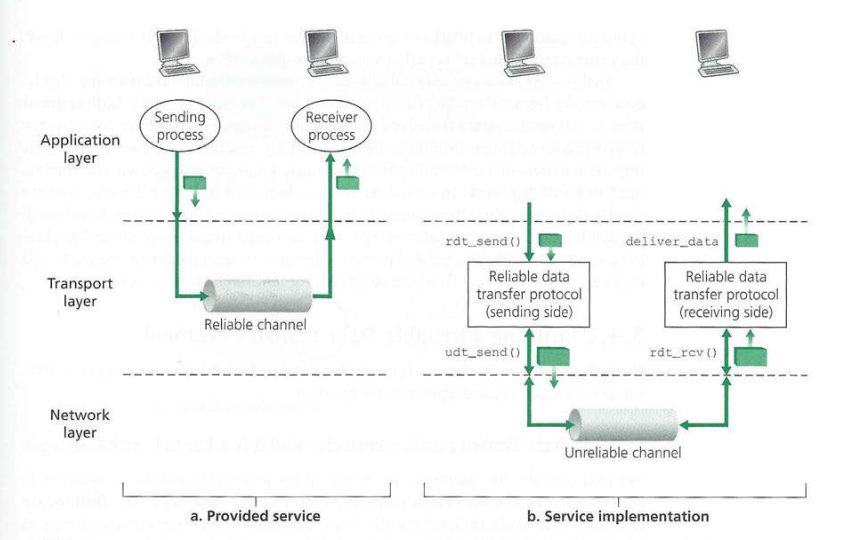 Sending
process
Receiver
process
Application
layer
rdt_send()
deliver_data
Transport
layer
Reliable channel
Reliable data
transfer protocol
(sending side)
Reliable data
transfer protocol
(receiving side)
udt_send()
rdt_rcv()
Network
layer
Unreliable channel
a. Provided service
b. Service implementation